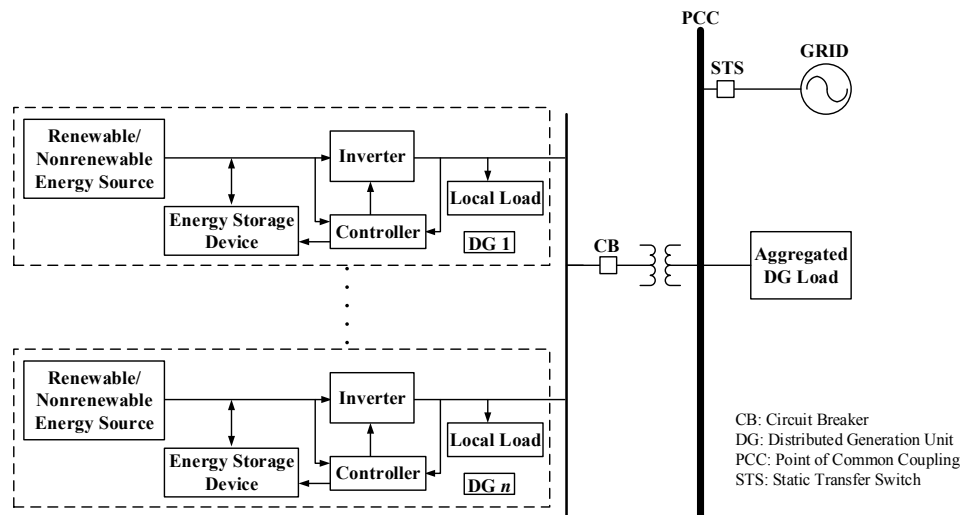 PCC
GRID
STS
Renewable/
Nonrenewable
Energy Source
Inverter
Local Load
Energy Storage
Device
Controller
DG 1
CB
Aggregated
DG Load
Renewable/
Nonrenewable
Energy Source
Inverter
Local Load
Energy Storage
Device
Controller
DG n
CB: Circuit Breaker
DG: Distributed Generation Unit
PCC: Point of Common Coupling
STS: Static Transfer Switch